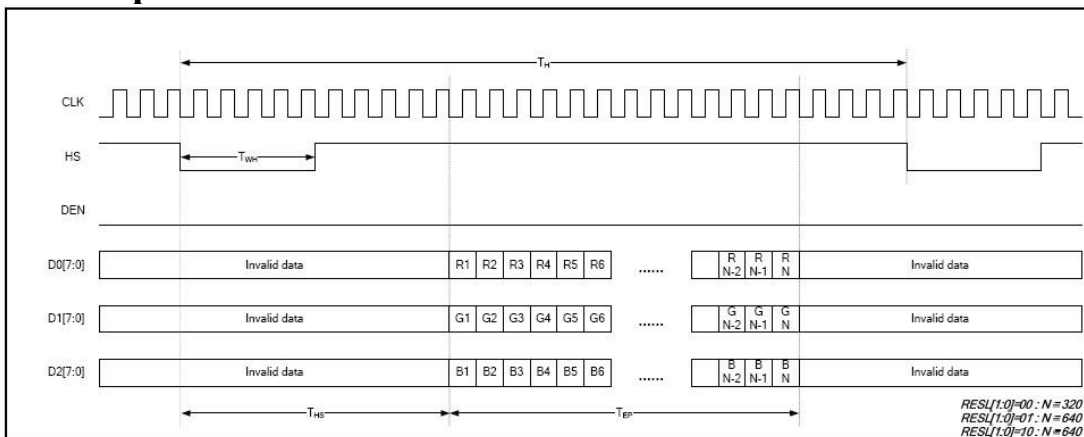 TH
CLK
HS
TWH
DEN
D0[7:0] Invalid data R1 R2 R3 R4 R5 R6 ...... R N-2 R N-1 R N Invalid data
D1[7:0] Invalid data G1 G2 G3 G4 G5 G6 ...... G N-2 G N-1 G N Invalid data
D2[7:0] Invalid data B1 B2 B3 B4 B5 B6 ...... B N-2 B N-1 B N Invalid data
THS TEP
RESL[1:0]=00 : N = 320
RESL[1:0]=01 : N = 640
RESL[1:0]=10 : N = 640